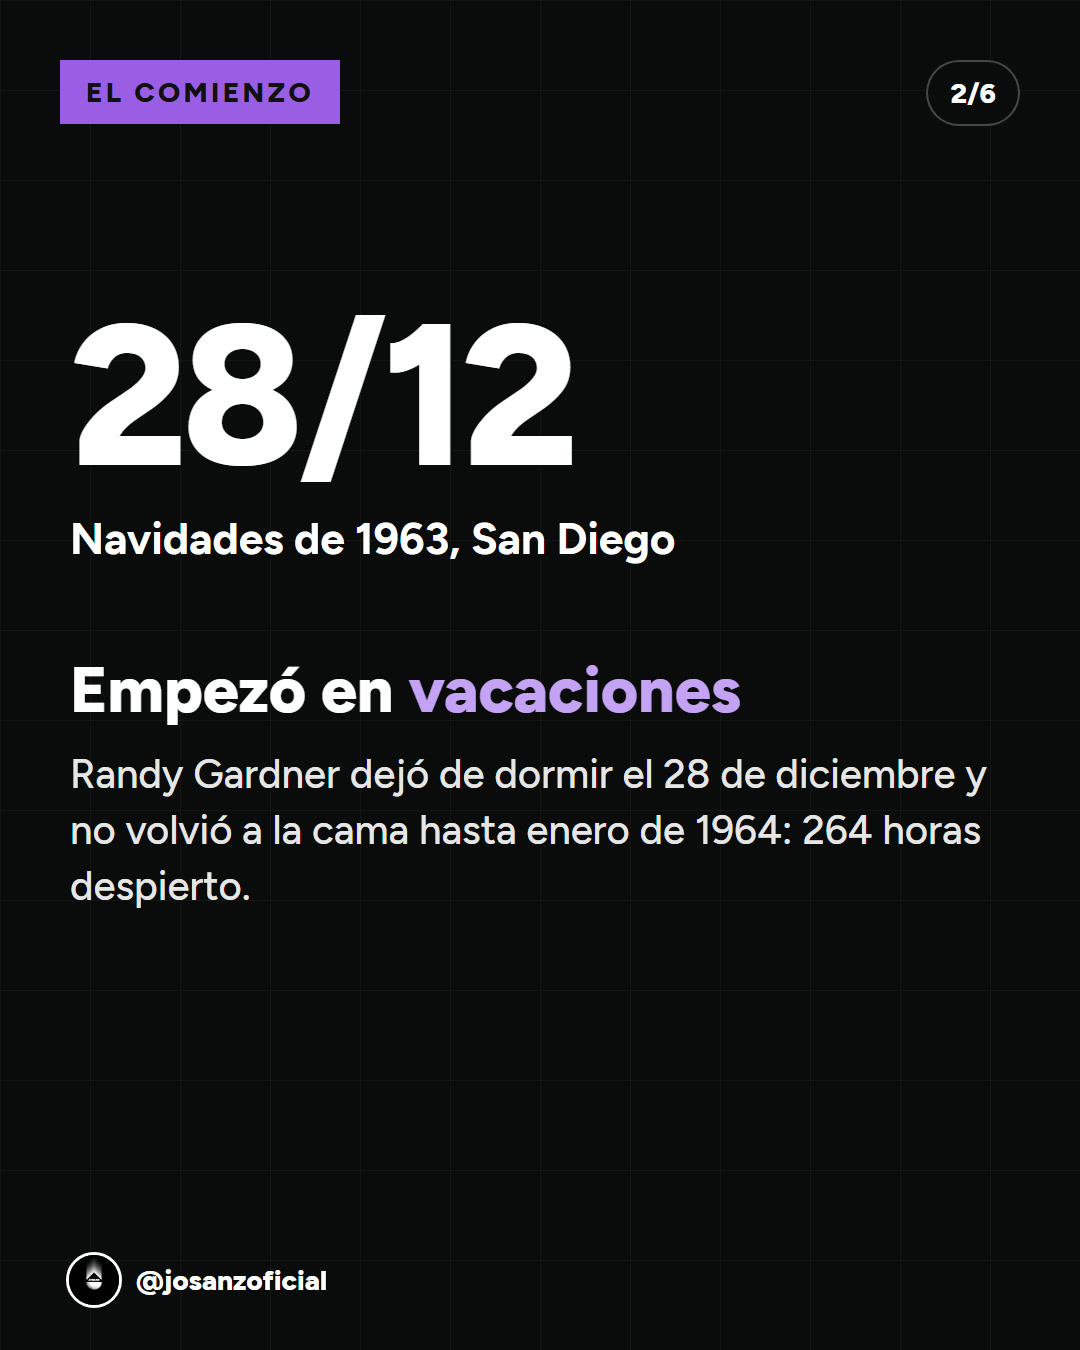 EL COMIENZO
2/6
28/12
Navidades de 1963, San Diego
Empezó en vacaciones
Randy Gardner dejó de dormir el 28 de diciembre y
no volvió a la cama hasta enero de 1964: 264 horas
despierto.
@josanzoficial